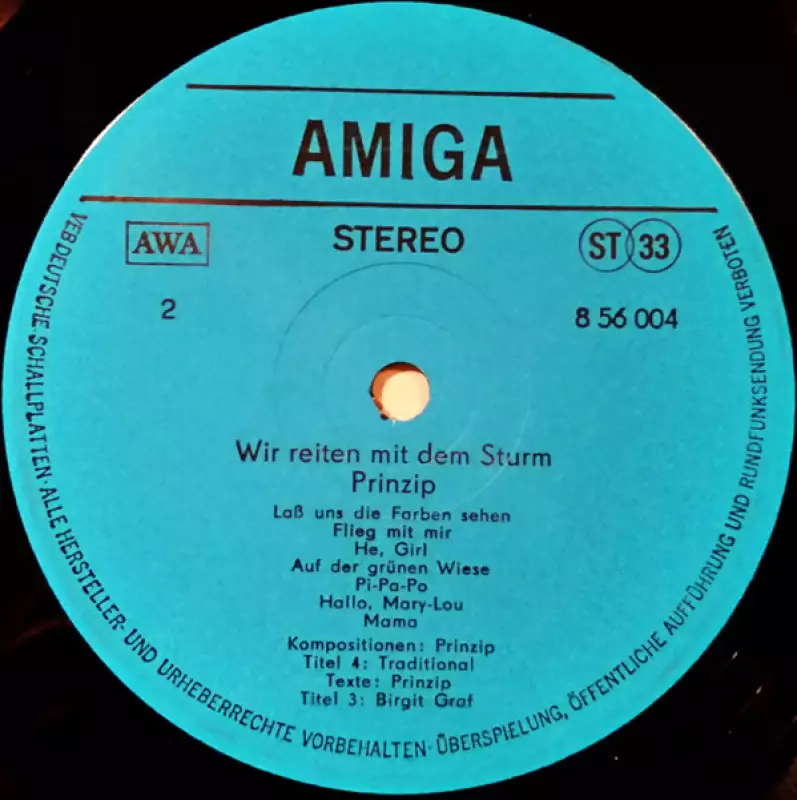 AMIGA
AWA
STEREO
ST 33
2
8 56 004
Wir reiten mit dem Sturm
Prinzip
Laß uns die Farben sehen
Flieg mit mir
He, Girl
Auf der grünen Wiese
Pi-Pa-Po
Hallo, Mary-Lou
Mama
Kompositionen: Prinzip
Titel 4: Traditional
Texte: Prinzip
Titel 3: Birgit Graf
VEB DEUTSCHE SCHALLPLATTEN · ALLE HERSTELLER- UND URHEBERRECHTE VORBEHALTEN · ÜBERSPIELUNG, ÖFFENTLICHE AUFFÜHRUNG UND RUNDFUNKSENDUNG VERBOTEN